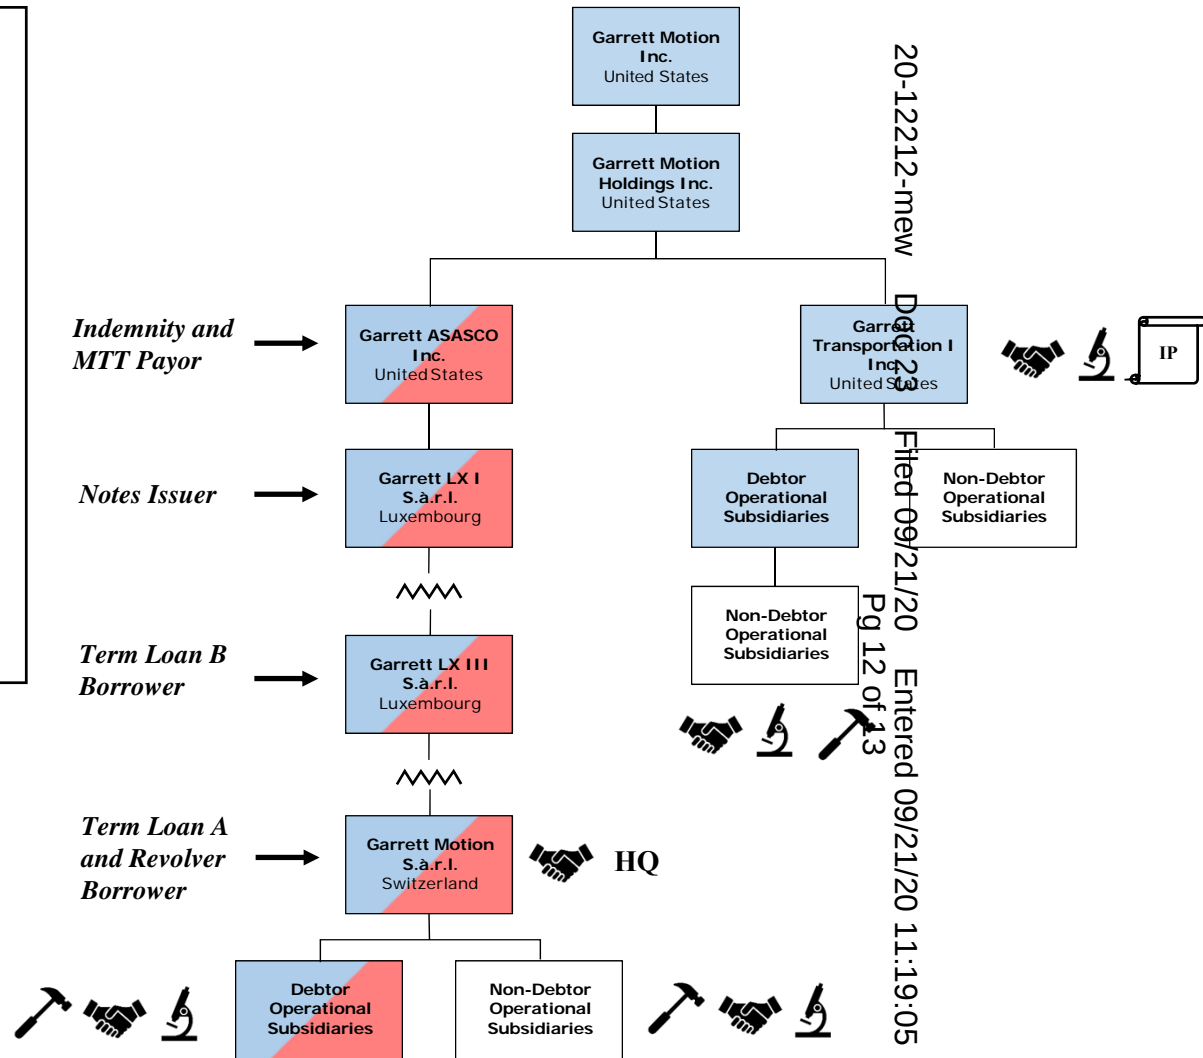 Garrett Motion
Inc.
United States
Garrett Motion
Holdings Inc.
United States
Indemnity and
MTT Payor
Garrett ASASCO
Inc.
United States
Garrett
Transportation I
Inc.
United States
IP
Notes Issuer
Garrett LX I
S.à.r.l.
Luxembourg
Debtor
Operational
Subsidiaries
Non-Debtor
Operational
Subsidiaries
Non-Debtor
Operational
Subsidiaries
Term Loan B
Borrower
Garrett LX III
S.à.r.l.
Luxembourg
Term Loan A
and Revolver
Borrower
Garrett Motion
S.à.r.l.
Switzerland
HQ
Debtor
Operational
Subsidiaries
Non-Debtor
Operational
Subsidiaries
20-12212-mew Doc 23 Filed 09/21/20 Entered 09/21/20 11:19:05
Pg 12 of 13